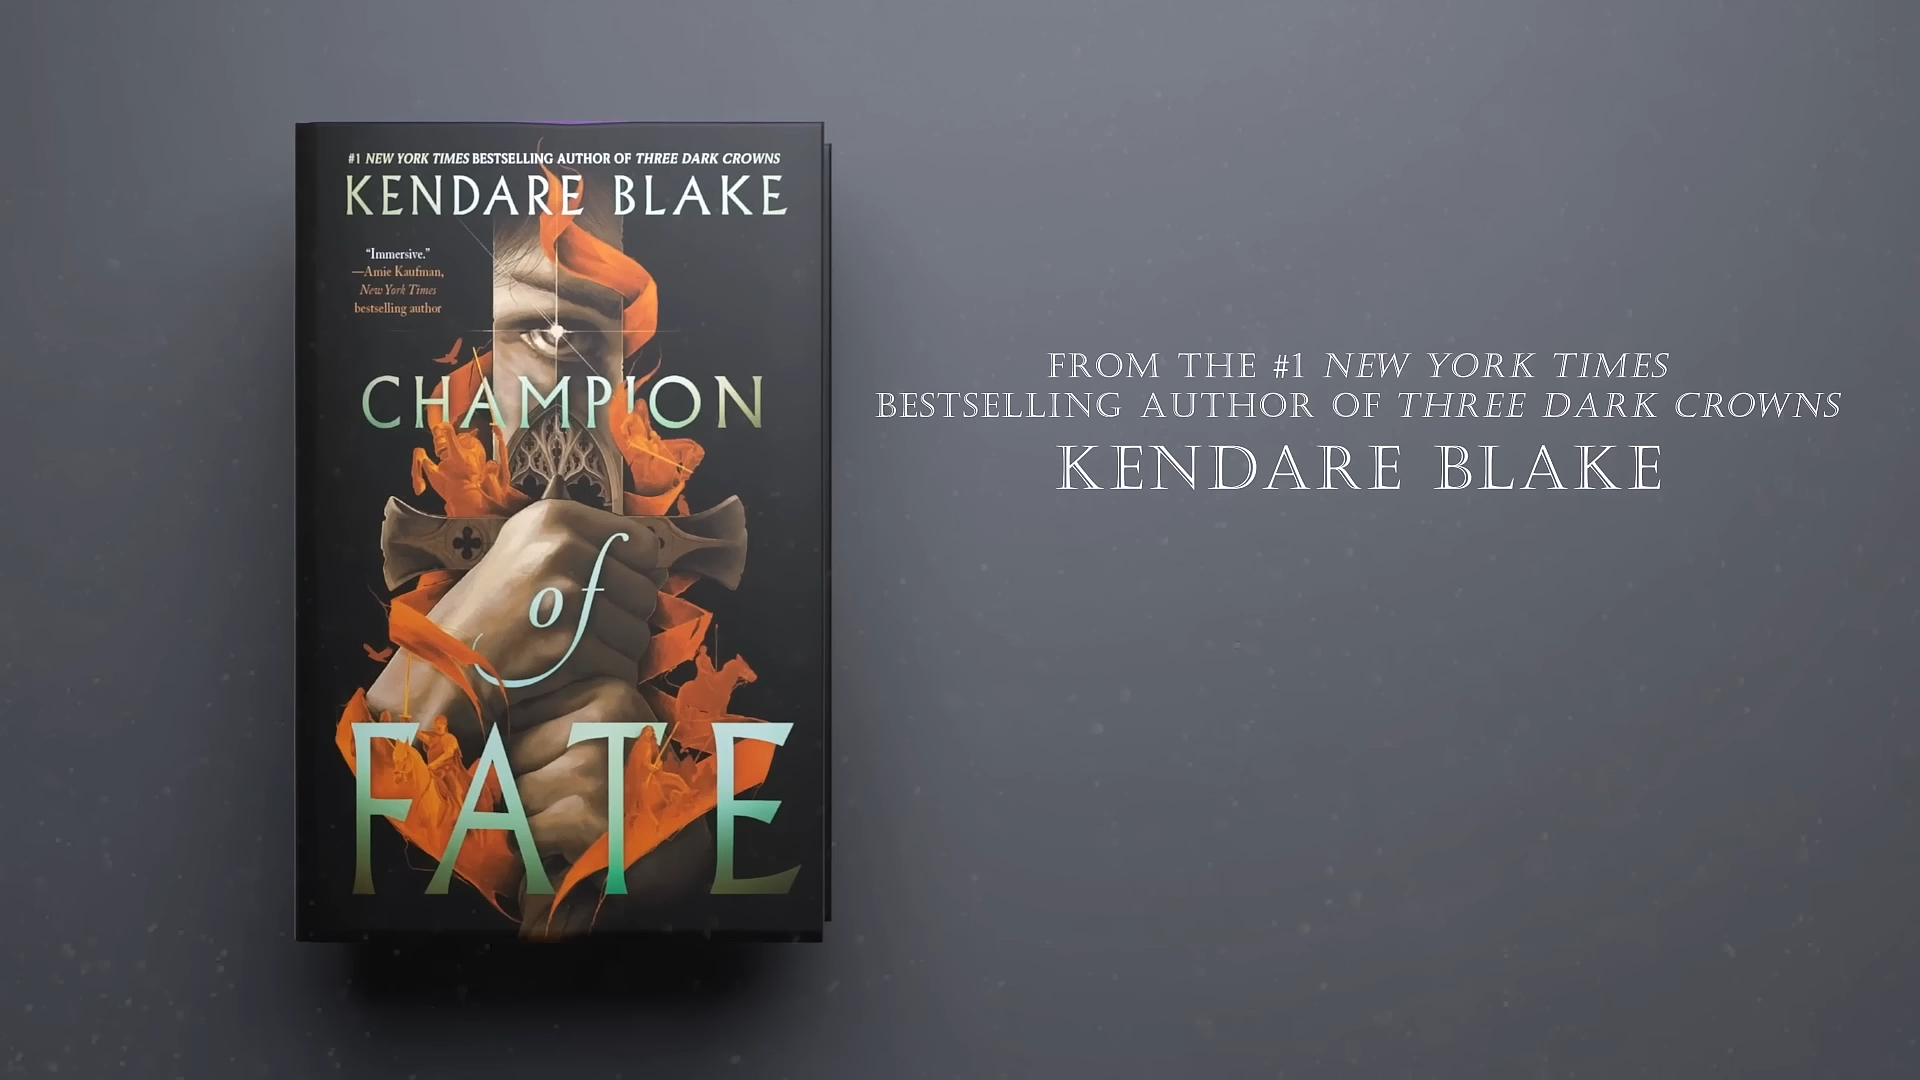 #1 NEW YORK TIMES BESTSELLING AUTHOR OF THREE DARK CROWNS
KENDARE BLAKE
“Immersive.”
—Amie Kaufman,
New York Times
bestselling author
CHAMPION
of
FATE
FROM THE #1 NEW YORK TIMES
BESTSELLING AUTHOR OF THREE DARK CROWNS
KENDARE BLAKE